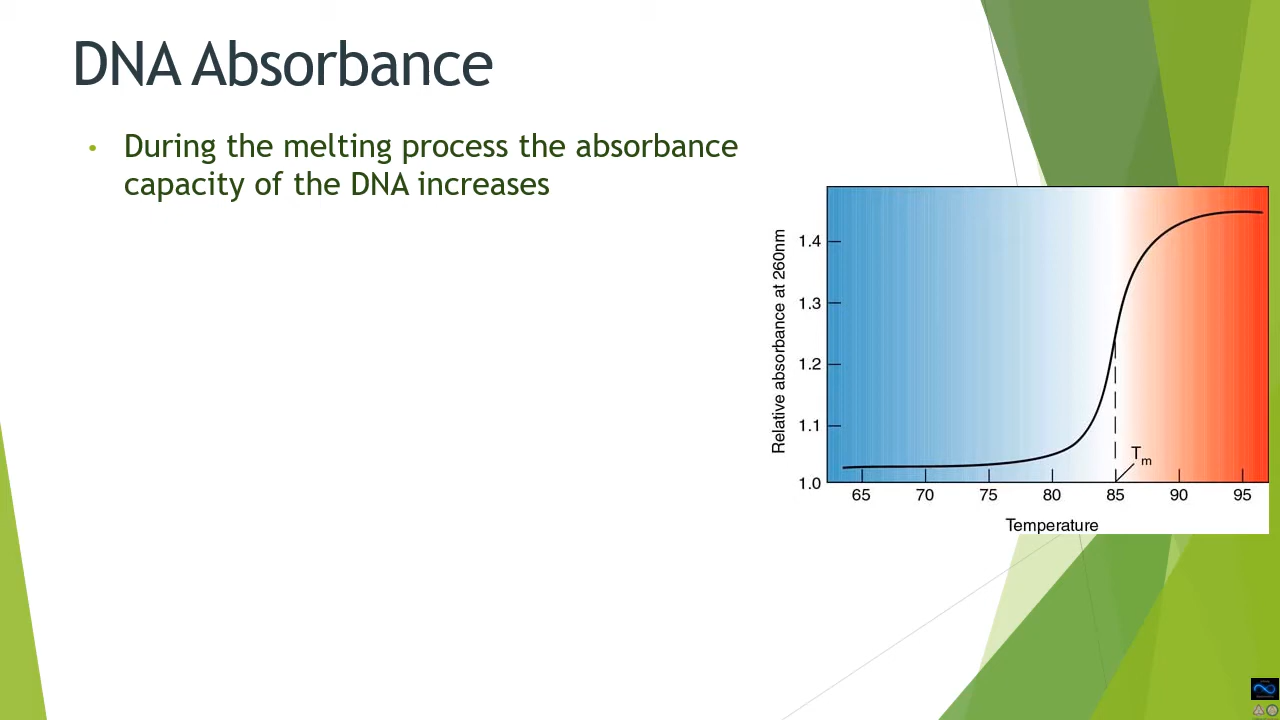 DNA Absorbance
• During the melting process the absorbance
capacity of the DNA increases
Relative absorbance at 260nm
1.4
1.3
1.2
1.1
1.0
Tm
65 70 75 80 85 90 95
Temperature